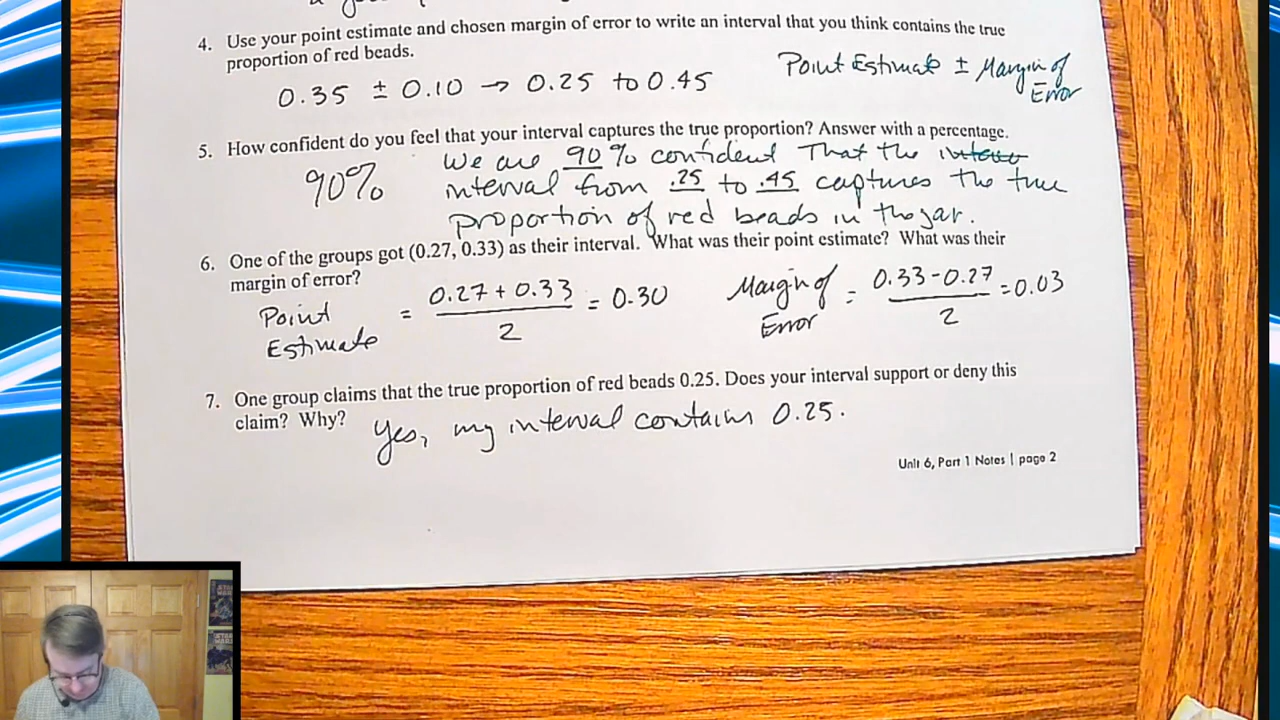 4. Use your point estimate and chosen margin of error to write an interval that you think contains the true
proportion of red beads.
0.35 ± 0.10 → 0.25 to 0.45
Point Estimate ± Margin of
Error
5. How confident do you feel that your interval captures the true proportion? Answer with a percentage.
90%
We are 90% confident That the
interval from .25 to .45 captures the true
proportion of red beads in the jar.
6. One of the groups got (0.27, 0.33) as their interval. What was their point estimate? What was their
margin of error?
Point
Estimate = 0.27 + 0.33 / 2 = 0.30
Margin of
Error = 0.33 - 0.27 / 2 = 0.03
7. One group claims that the true proportion of red beads 0.25. Does your interval support or deny this
claim? Why?
Yes, my interval contains 0.25.
Unit 6, Part 1 Notes | page 2